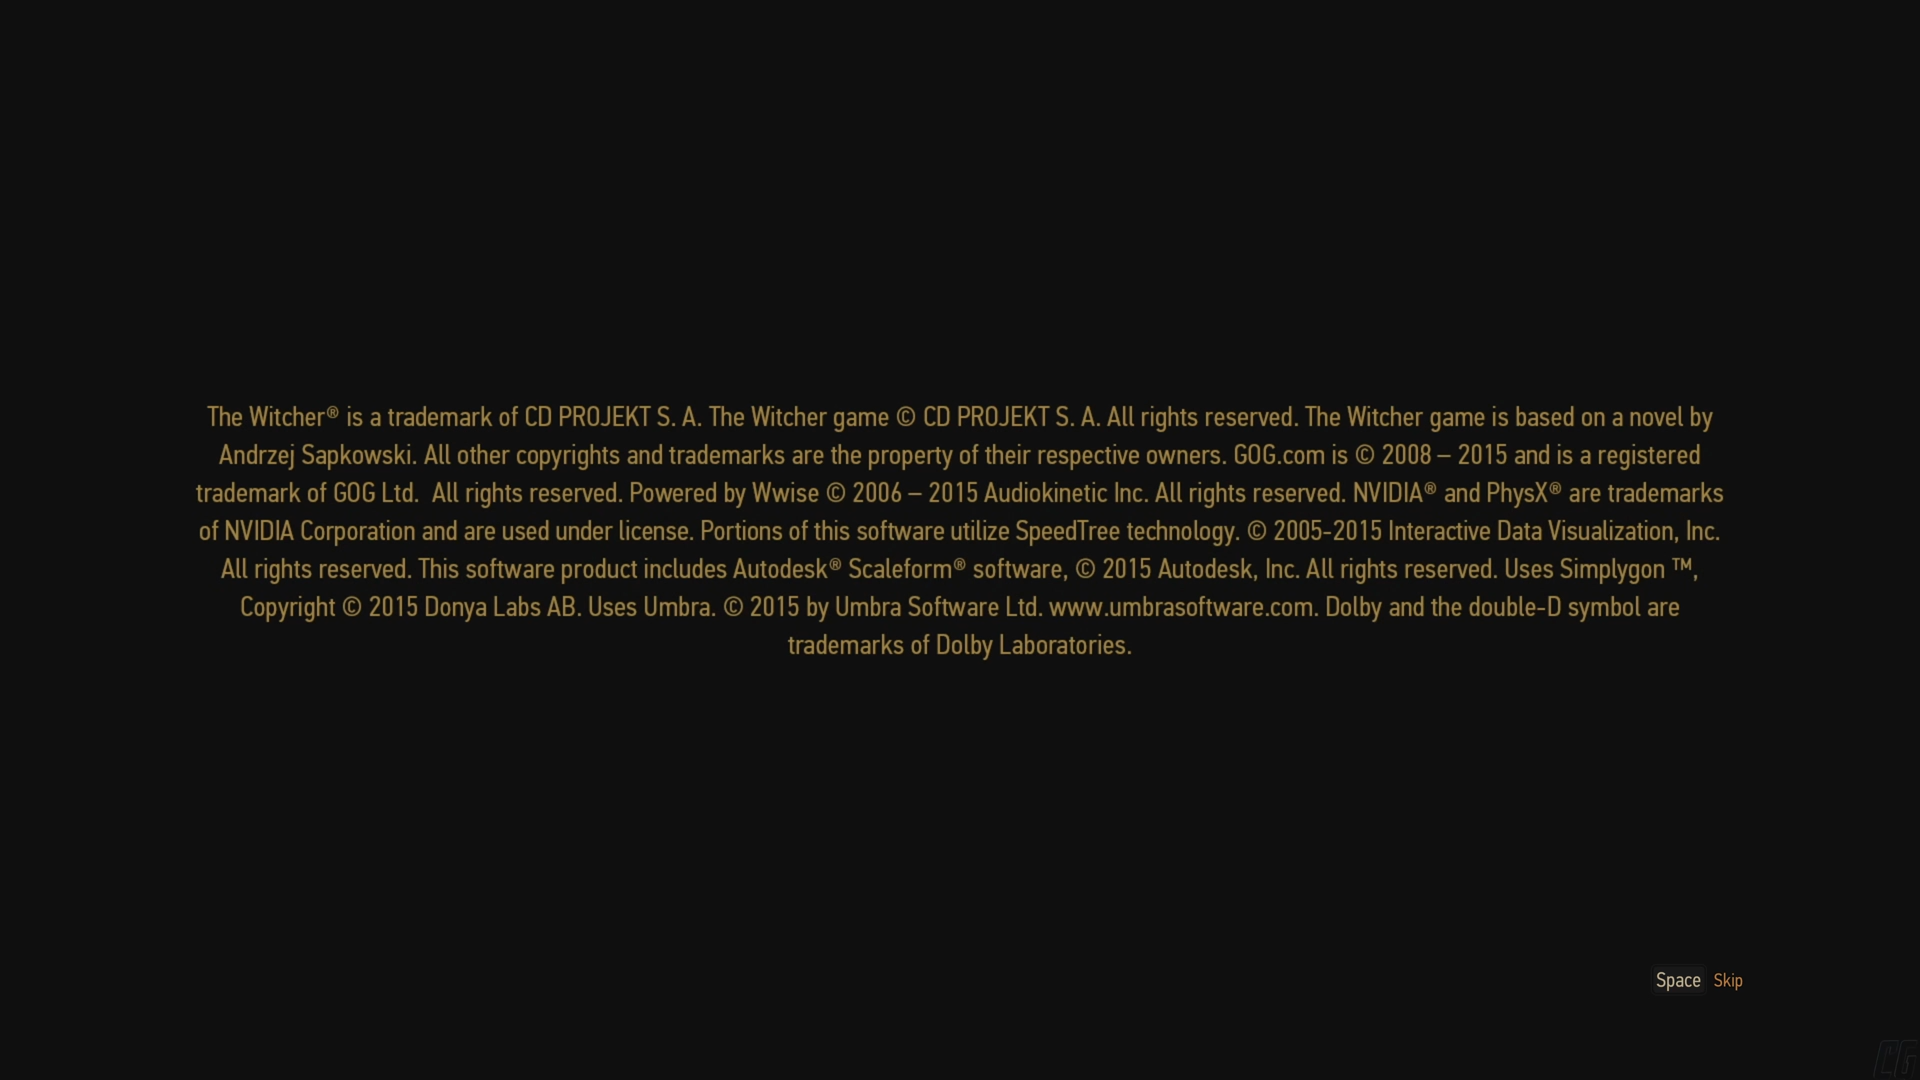 The Witcher® is a trademark of CD PROJEKT S. A. The Witcher game © CD PROJEKT S. A. All rights reserved. The Witcher game is based on a novel by
Andrzej Sapkowski. All other copyrights and trademarks are the property of their respective owners. GOG.com is © 2008 – 2015 and is a registered
trademark of GOG Ltd.  All rights reserved. Powered by Wwise © 2006 – 2015 Audiokinetic Inc. All rights reserved. NVIDIA® and PhysX® are trademarks
of NVIDIA Corporation and are used under license. Portions of this software utilize SpeedTree technology. © 2005-2015 Interactive Data Visualization, Inc.
All rights reserved. This software product includes Autodesk® Scaleform® software, © 2015 Autodesk, Inc. All rights reserved. Uses Simplygon ™,
Copyright © 2015 Donya Labs AB. Uses Umbra. © 2015 by Umbra Software Ltd. www.umbrasoftware.com. Dolby and the double-D symbol are
trademarks of Dolby Laboratories.
Space Skip
CG